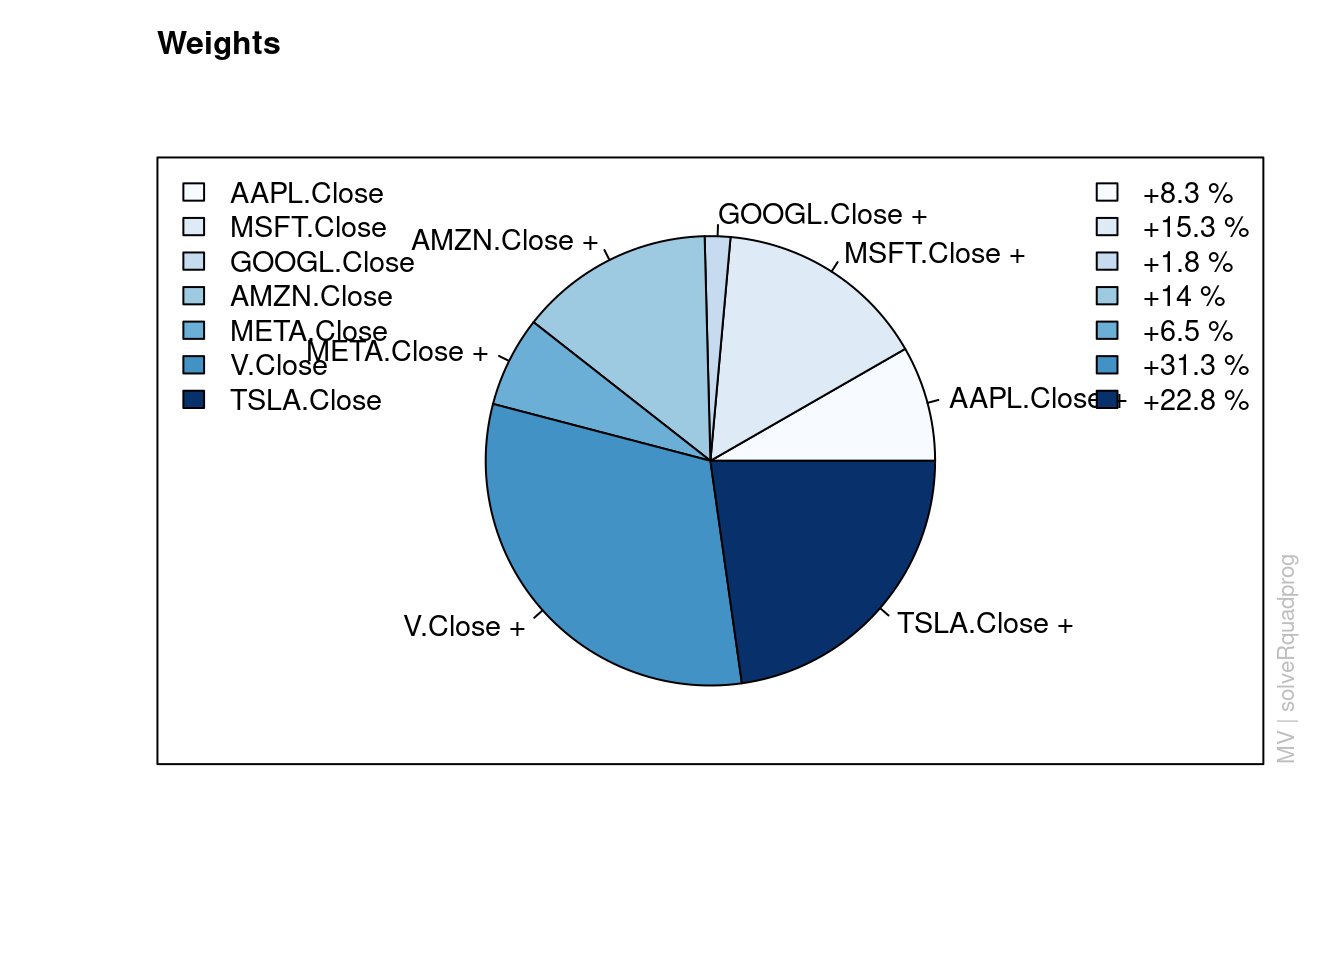 Weights
AAPL.Close
MSFT.Close
GOOGL.Close
AMZN.Close
META.Close
V.Close
TSLA.Close
GOOGL.Close +
AMZN.Close +
MSFT.Close +
META.Close +
AAPL.Close +
V.Close +
TSLA.Close +
+8.3 %
+15.3 %
+1.8 %
+14 %
+6.5 %
+31.3 %
+22.8 %
MV | solveRquadprog